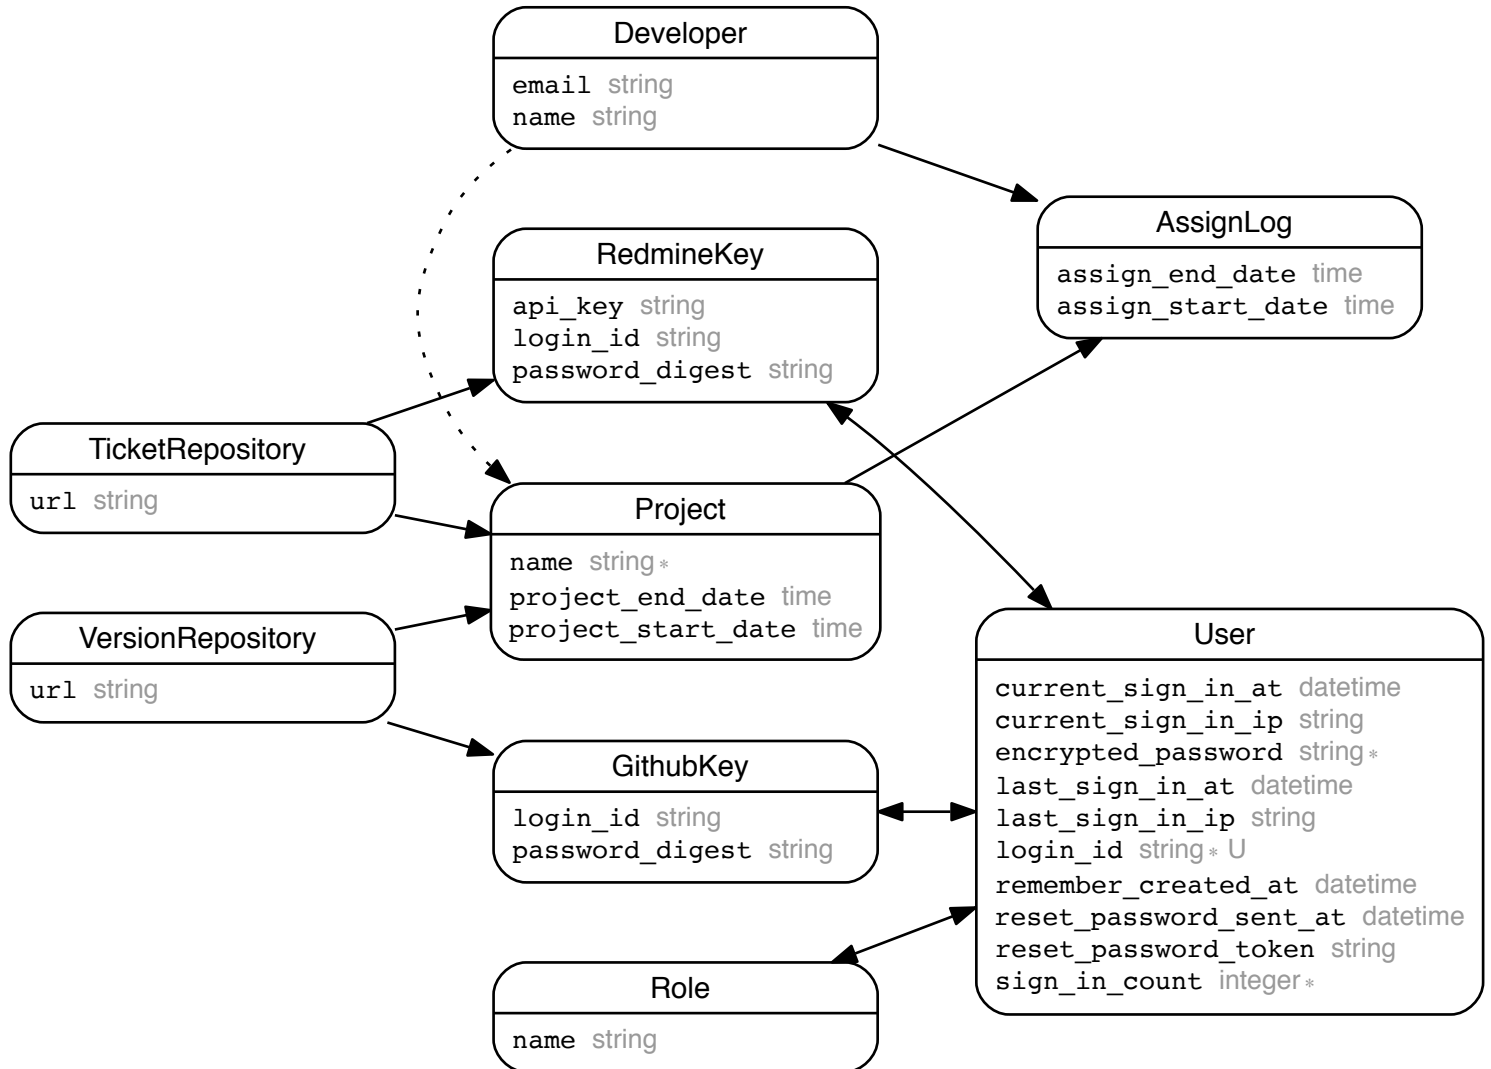 Developer
email string
name string
AssignLog
assign_end_date time
assign_start_date time
RedmineKey
api_key string
login_id string
password_digest string
TicketRepository
url string
Project
name string*
project_end_date time
project_start_date time
VersionRepository
url string
User
current_sign_in_at datetime
current_sign_in_ip string
encrypted_password string*
last_sign_in_at datetime
last_sign_in_ip string
login_id string* U
remember_created_at datetime
reset_password_sent_at datetime
reset_password_token string
sign_in_count integer*
GithubKey
login_id string
password_digest string
Role
name string